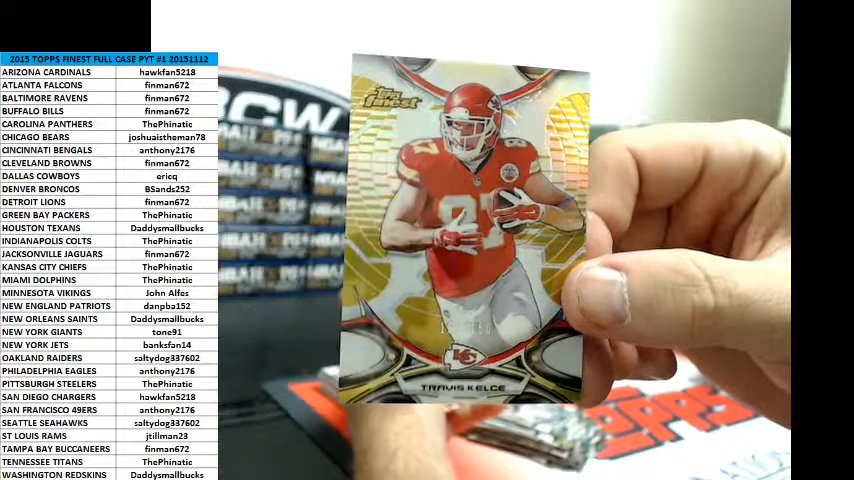 2015 TOPPS FINEST FULL CASE PYT #1 20151112
ARIZONA CARDINALS hawkfan5218
ATLANTA FALCONS finman672
BALTIMORE RAVENS finman672
BUFFALO BILLS finman672
CAROLINA PANTHERS ThePhinatic
CHICAGO BEARS joshuaistheman78
CINCINNATI BENGALS anthony2176
CLEVELAND BROWNS finman672
DALLAS COWBOYS ericq
DENVER BRONCOS BSands252
DETROIT LIONS finman672
GREEN BAY PACKERS ThePhinatic
HOUSTON TEXANS Daddysmallbucks
INDIANAPOLIS COLTS ThePhinatic
JACKSONVILLE JAGUARS finman672
KANSAS CITY CHIEFS ThePhinatic
MIAMI DOLPHINS ThePhinatic
MINNESOTA VIKINGS John Alfes
NEW ENGLAND PATRIOTS danpba152
NEW ORLEANS SAINTS Daddysmallbucks
NEW YORK GIANTS tone91
NEW YORK JETS banksfan14
OAKLAND RAIDERS saltydog337602
PHILADELPHIA EAGLES anthony2176
PITTSBURGH STEELERS ThePhinatic
SAN DIEGO CHARGERS hawkfan5218
SAN FRANCISCO 49ERS anthony2176
SEATTLE SEAHAWKS saltydog337602
ST LOUIS RAMS jtillman23
TAMPA BAY BUCCANEERS finman672
TENNESSEE TITANS ThePhinatic
WASHINGTON REDSKINS Daddysmallbucks
BCW
Topps
finest
87
87
KC
TRAVIS KELCE
TOPPS